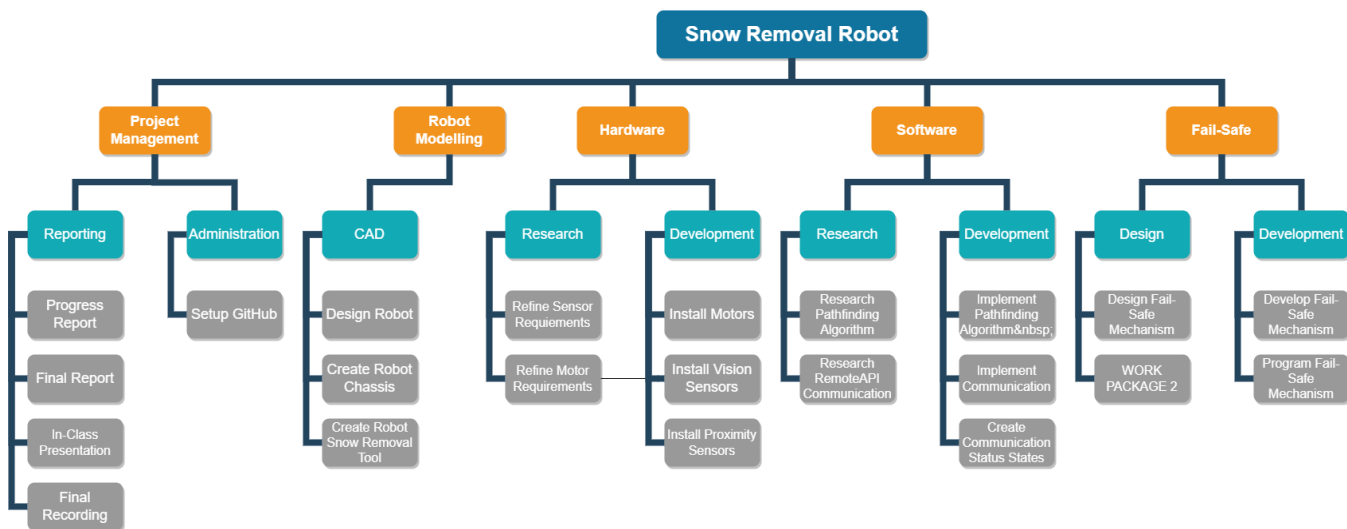 Snow Removal Robot
Project
Management
Robot
Modelling
Hardware
Software
Fail-Safe
Reporting
Administration
CAD
Research
Development
Research
Development
Design
Development
Progress
Report
Setup GitHub
Design Robot
Refine Sensor
Requiements
Install Motors
Research
Pathfinding
Algorithm
Implement
Pathfinding
Algorithm&nbsp;
Design Fail-
Safe
Mechanism
Develop Fail-
Safe
Mechanism
Final Report
Create Robot
Chassis
Refine Motor
Requirements
Install Vision
Sensors
Research
RemoteAPI
Communication
Implement
Communication
WORK
PACKAGE 2
Program Fail-
Safe
Mechanism
In-Class
Presentation
Create Robot
Snow Removal
Tool
Install Proximity
Sensors
Create
Communication
Status States
Final
Recording